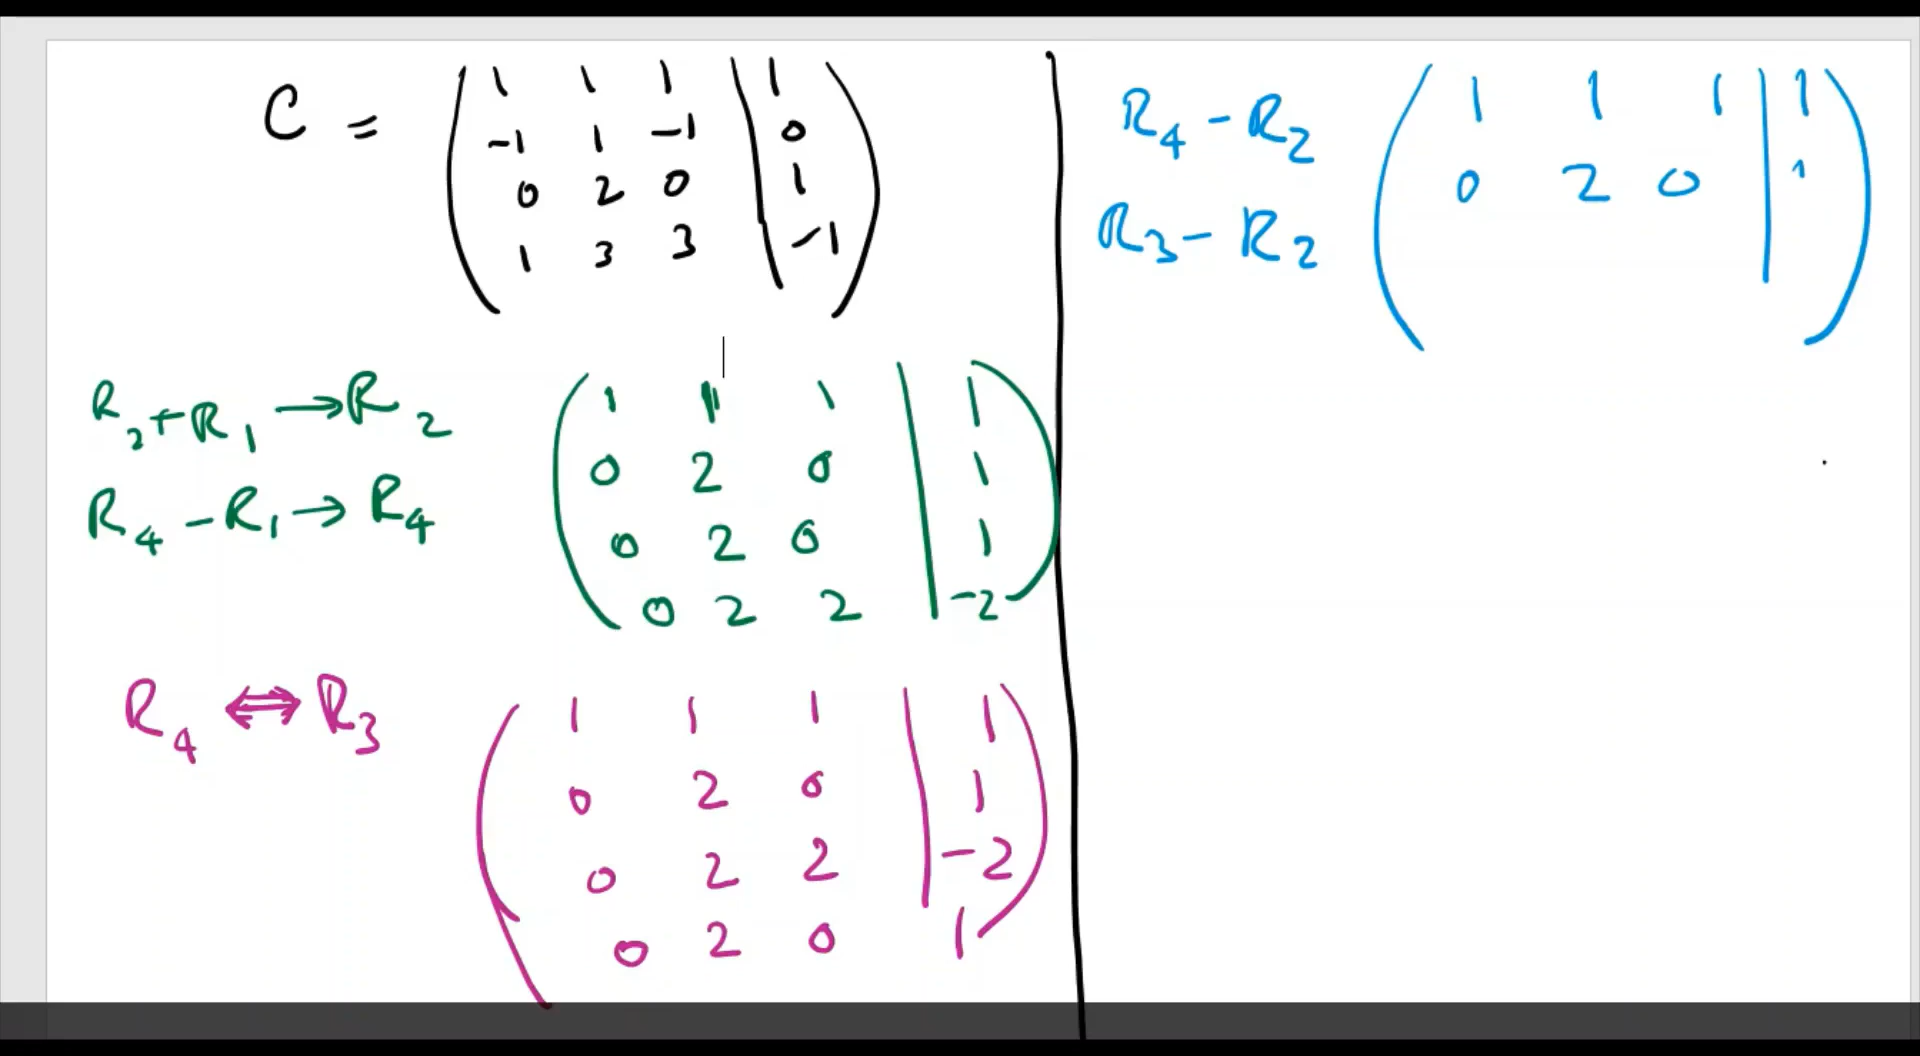 C = ( 1 1 1 | 1 )
-1 1 -1 | 0
0 2 0 | 1
1 3 3 | -1
R₂+R₁ → R₂
R₄ - R₁ → R₄
1 1 1 | 1
0 2 0 | 1
0 2 0 | 1
0 2 2 | -2
R₄ ⟺ R₃
1 1 1 | 1
0 2 0 | 1
0 2 2 | -2
0 2 0 1
R₄ - R₂
R₃ - R₂
1 1 1 | 1
0 2 0 | 1